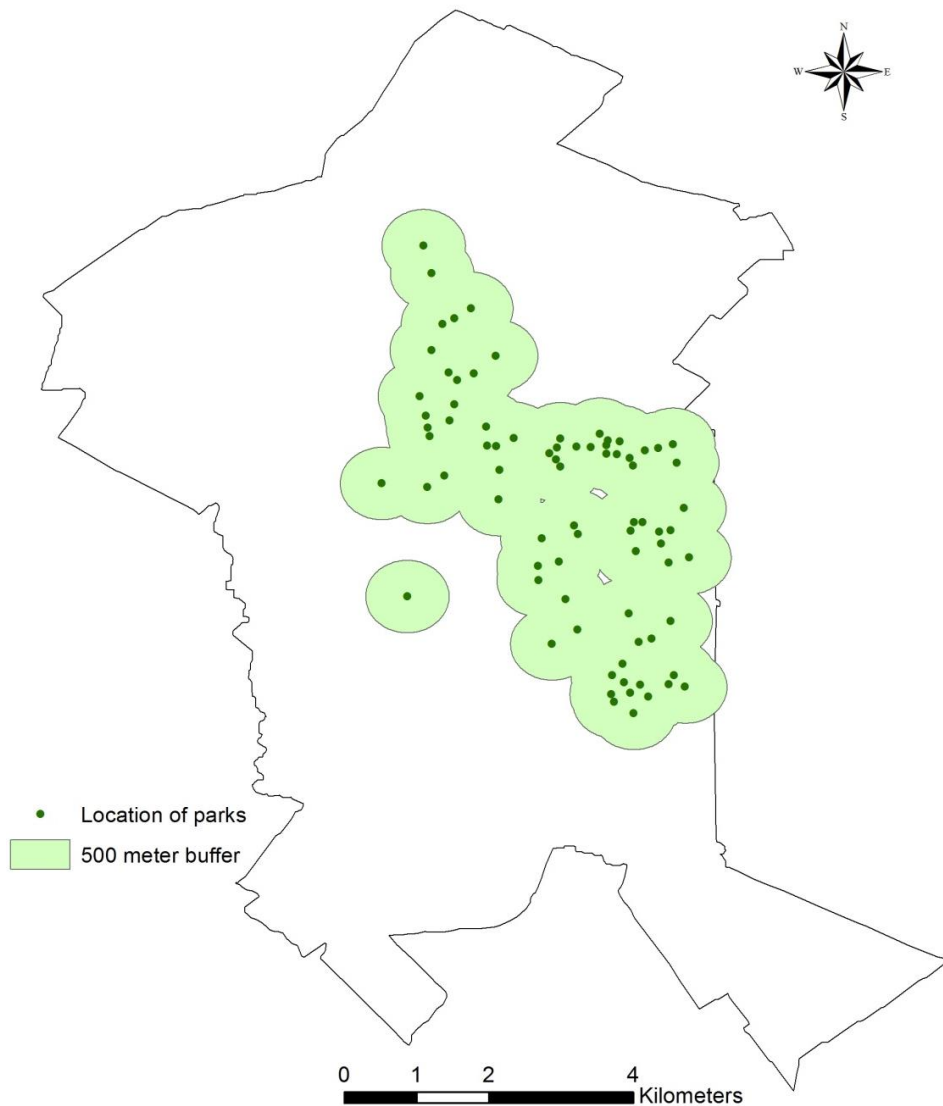 N
W E
S
Location of parks
500 meter buffer
0 1 2 4
Kilometers